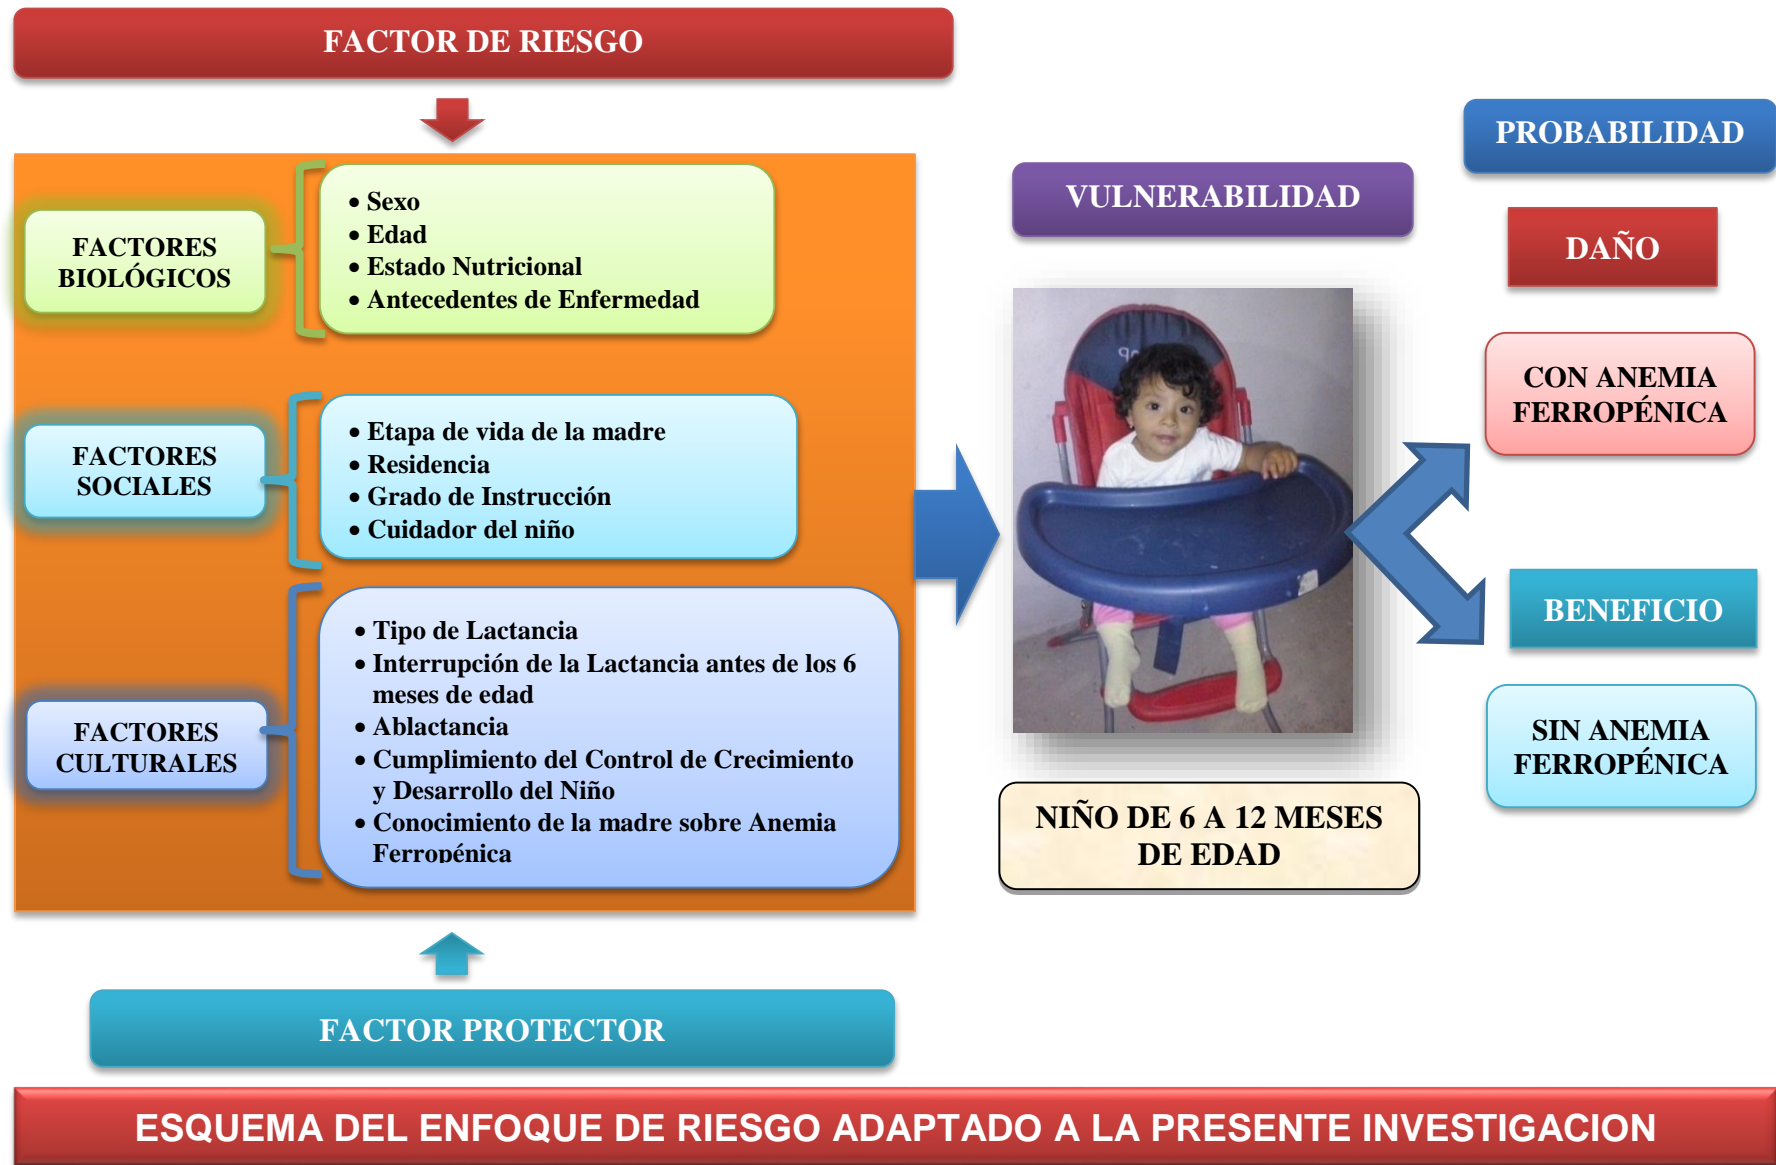 FACTOR DE RIESGO
FACTORES
BIOLÓGICOS
• Sexo
• Edad
• Estado Nutricional
• Antecedentes de Enfermedad
FACTORES
SOCIALES
• Etapa de vida de la madre
• Residencia
• Grado de Instrucción
• Cuidador del niño
FACTORES
CULTURALES
• Tipo de Lactancia
• Interrupción de la Lactancia antes de los 6
meses de edad
• Ablactancia
• Cumplimiento del Control de Crecimiento
y Desarrollo del Niño
• Conocimiento de la madre sobre Anemia
Ferropénica
FACTOR PROTECTOR
VULNERABILIDAD
NIÑO DE 6 A 12 MESES
DE EDAD
PROBABILIDAD
DAÑO
CON ANEMIA
FERROPÉNICA
BENEFICIO
SIN ANEMIA
FERROPÉNICA
ESQUEMA DEL ENFOQUE DE RIESGO ADAPTADO A LA PRESENTE INVESTIGACION